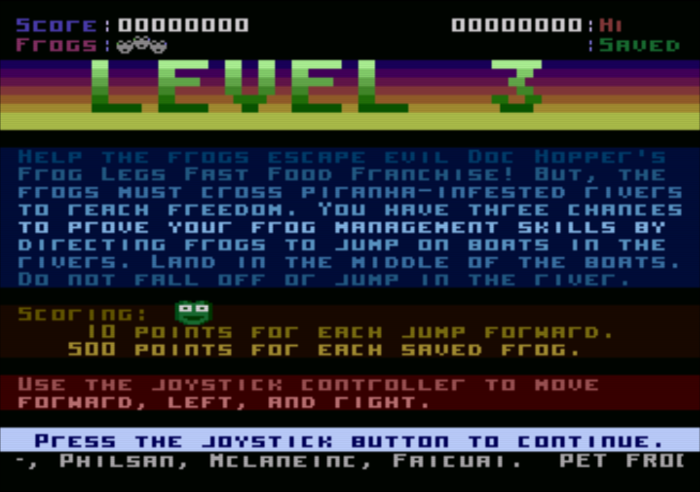 Score:00000000 00000000:Hi
Frogs: :Saved
LEVEL 3
Help the frogs escape evil Doc Hopper's
Frog Legs Fast Food Franchise! But, the
frogs must cross piranha-infested rivers
to reach freedom. You have three chances
to prove your frog management skills by
directing frogs to jump on boats in the
rivers. Land in the middle of the boats.
Do not fall off or jump in the river.
Scoring:
10 points for each jump forward.
500 points for each saved frog.
Use the joystick controller to move
forward, left, and right.
Press the joystick button to continue.
-, Philsan, McLaneInc, Faicuai. PET FRO